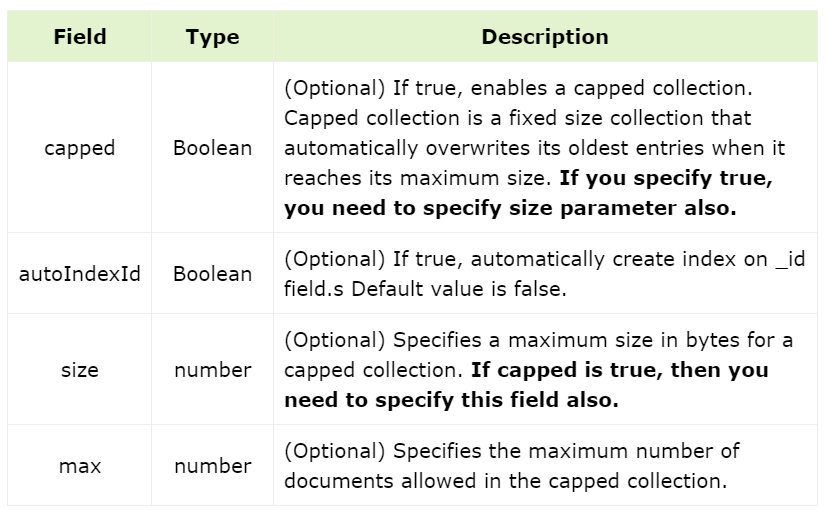 Field Type Description
(Optional) If true, enables a capped collection.
Capped collection is a fixed size collection that
capped Boolean automatically overwrites its oldest entries when it
reaches its maximum size. If you specify true,
you need to specify size parameter also.
autoIndexId Boolean (Optional) If true, automatically create index on _id
field.s Default value is false.
(Optional) Specifies a maximum size in bytes for a
size number capped collection. If capped is true, then you
need to specify this field also.
max number (Optional) Specifies the maximum number of
documents allowed in the capped collection.